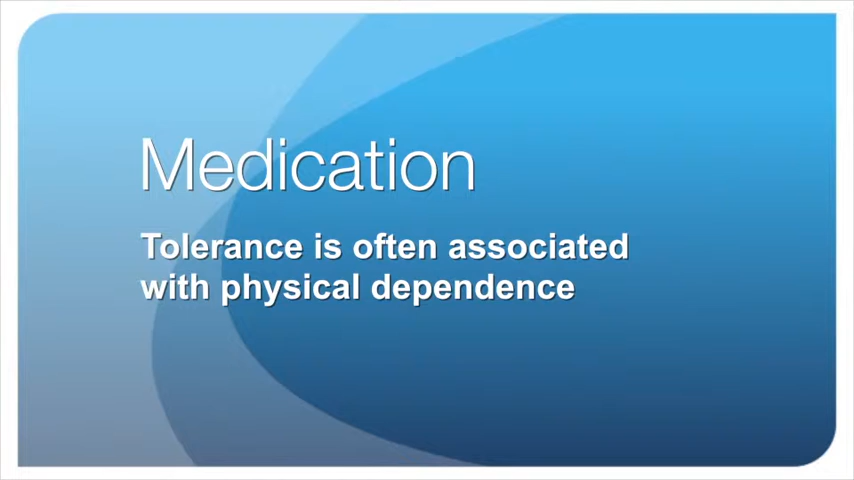 Medication
Tolerance is often associated
with physical dependence